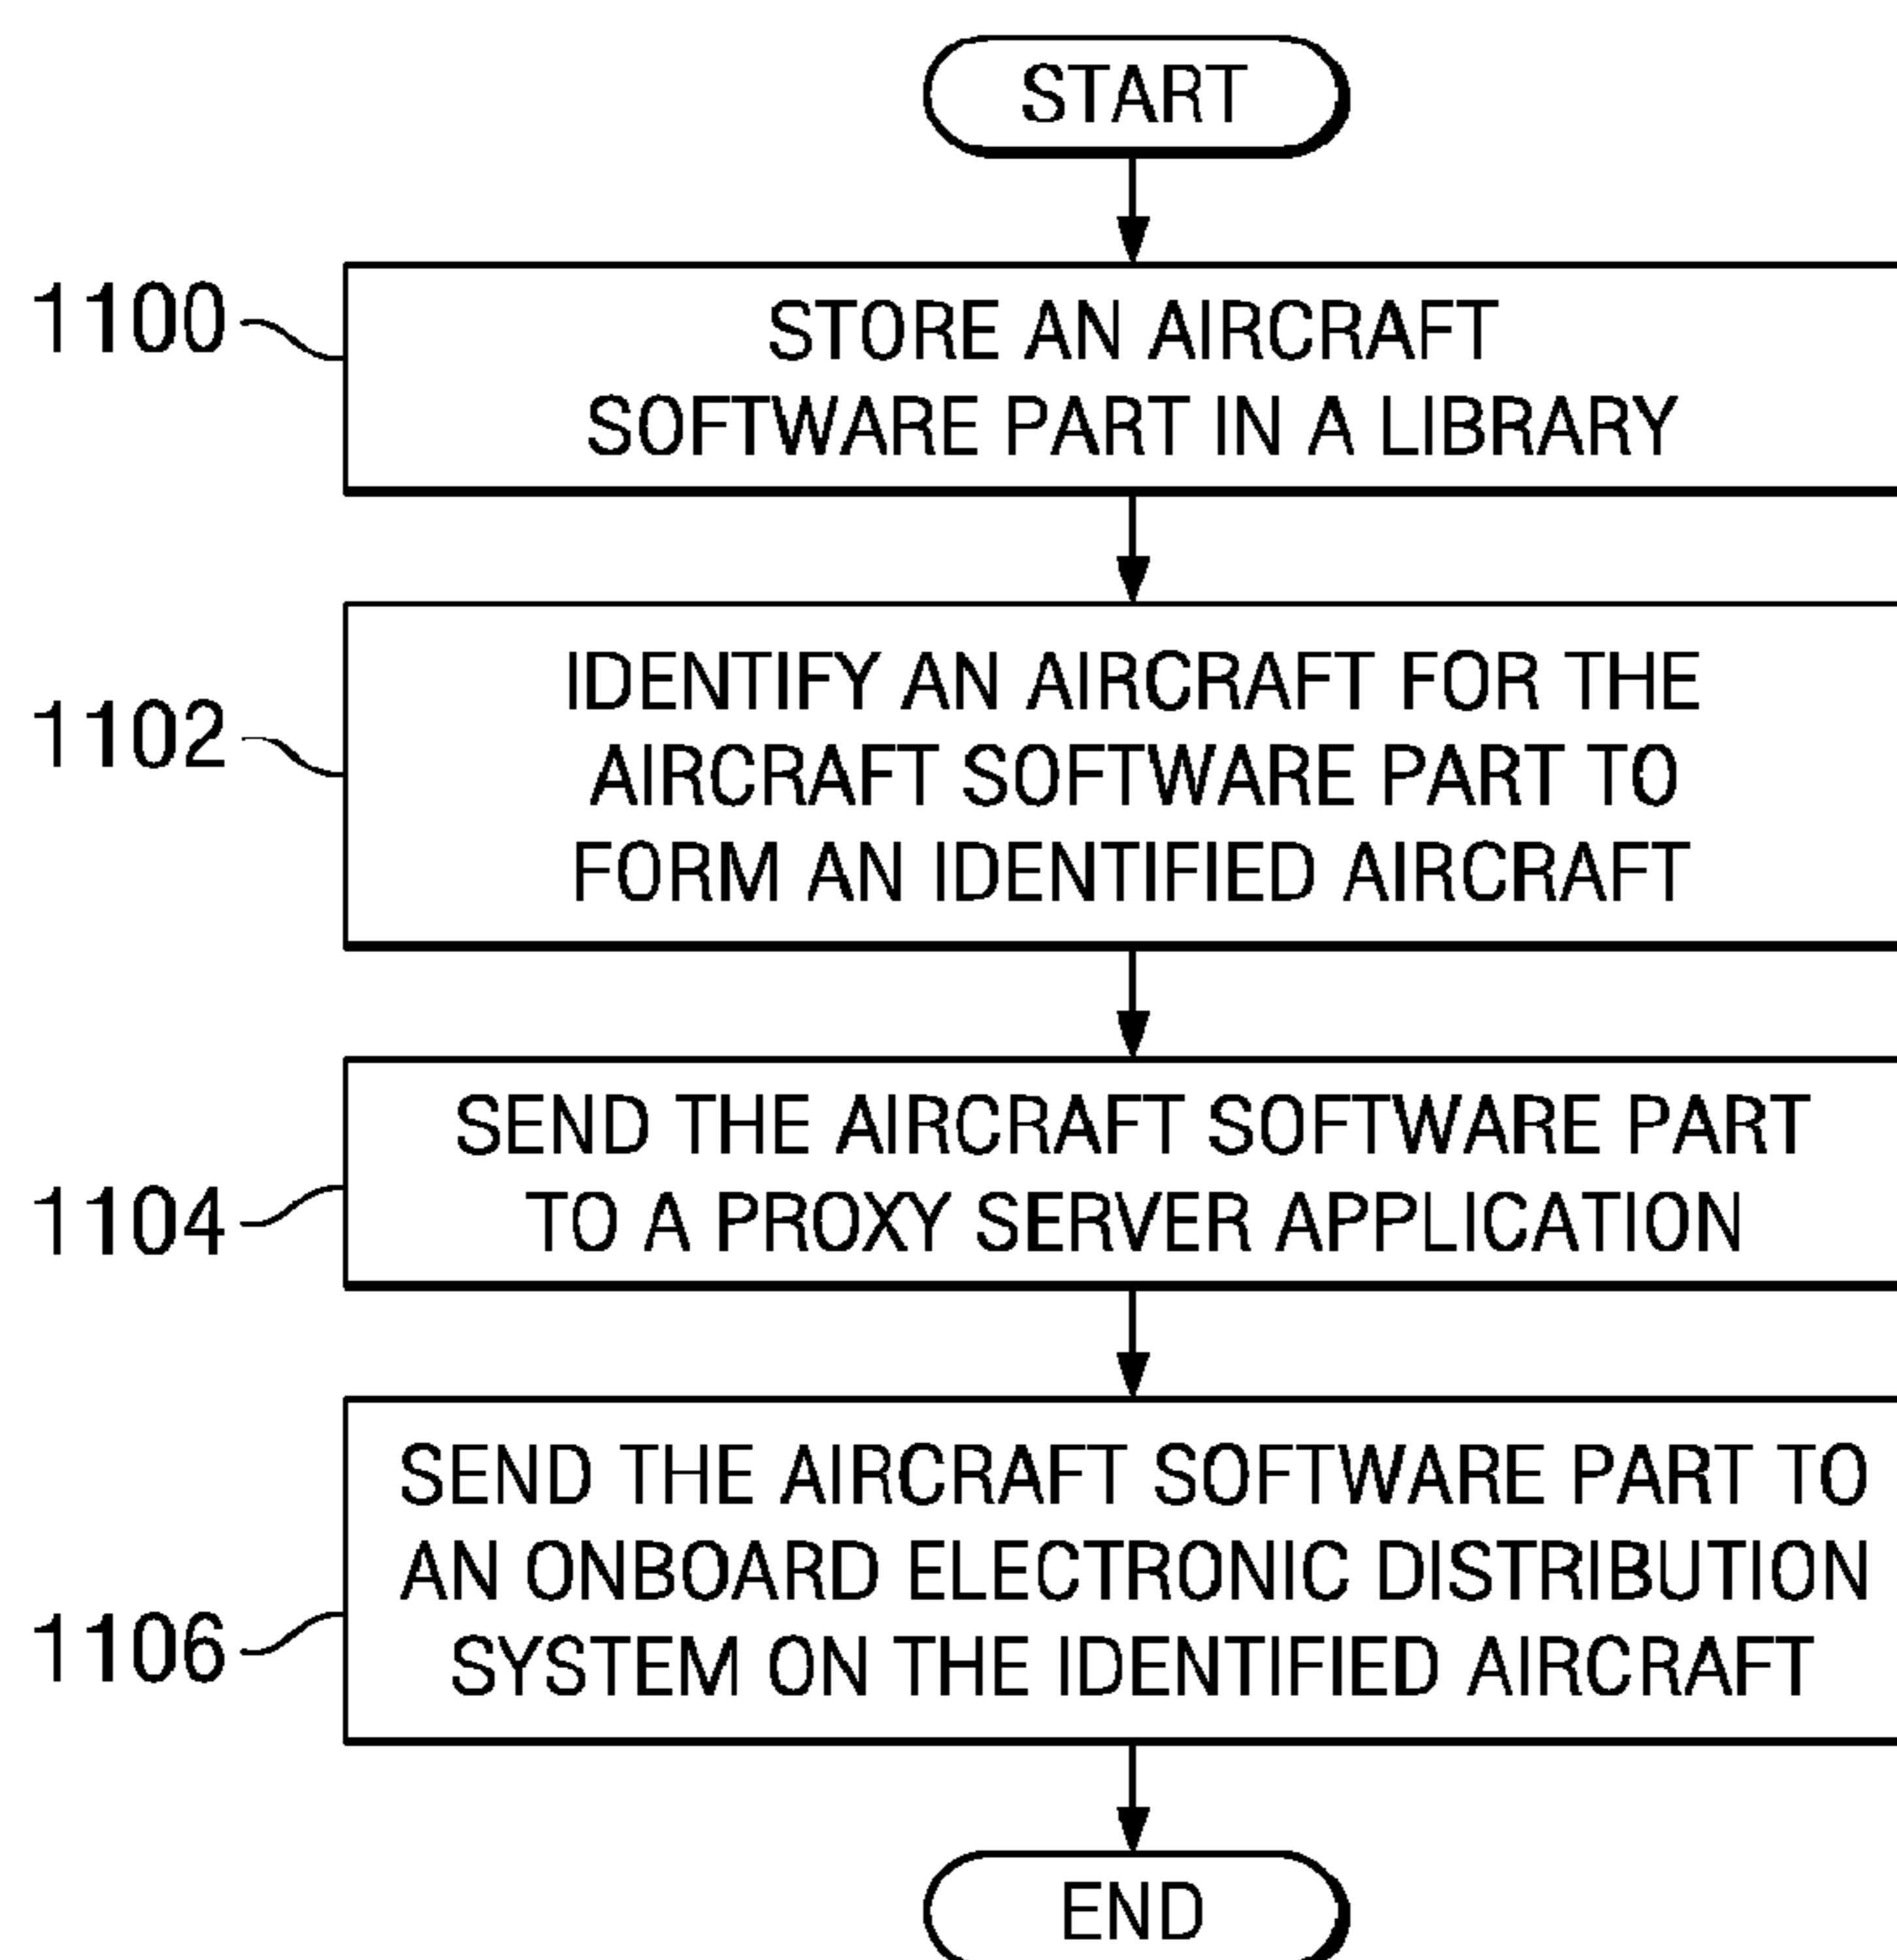 START
1100
STORE AN AIRCRAFT
SOFTWARE PART IN A LIBRARY
1102
IDENTIFY AN AIRCRAFT FOR THE
AIRCRAFT SOFTWARE PART TO
FORM AN IDENTIFIED AIRCRAFT
1104
SEND THE AIRCRAFT SOFTWARE PART
TO A PROXY SERVER APPLICATION
1106
SEND THE AIRCRAFT SOFTWARE PART TO
AN ONBOARD ELECTRONIC DISTRIBUTION
SYSTEM ON THE IDENTIFIED AIRCRAFT
END